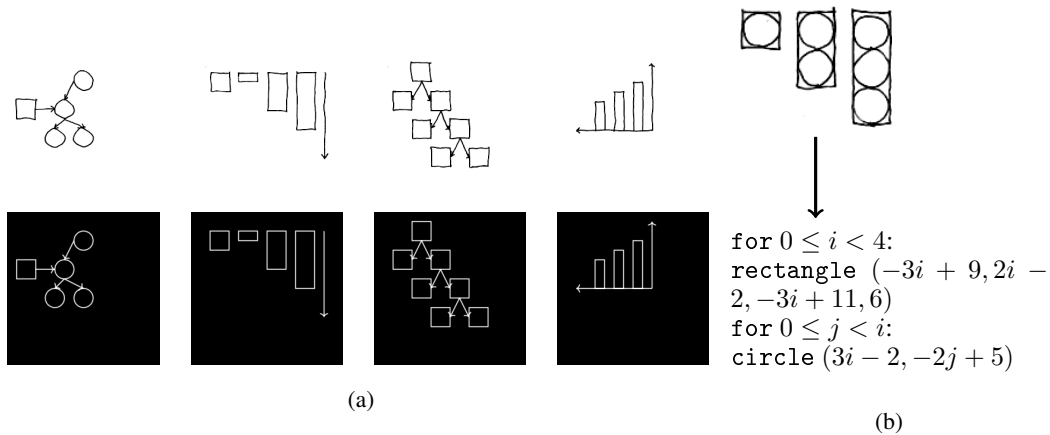 for 0 ≤ i < 4:
rectangle (−3i + 9, 2i −
2, −3i + 11, 6)
for 0 ≤ j < i:
circle (3i − 2, −2j + 5)
(a)
(b)